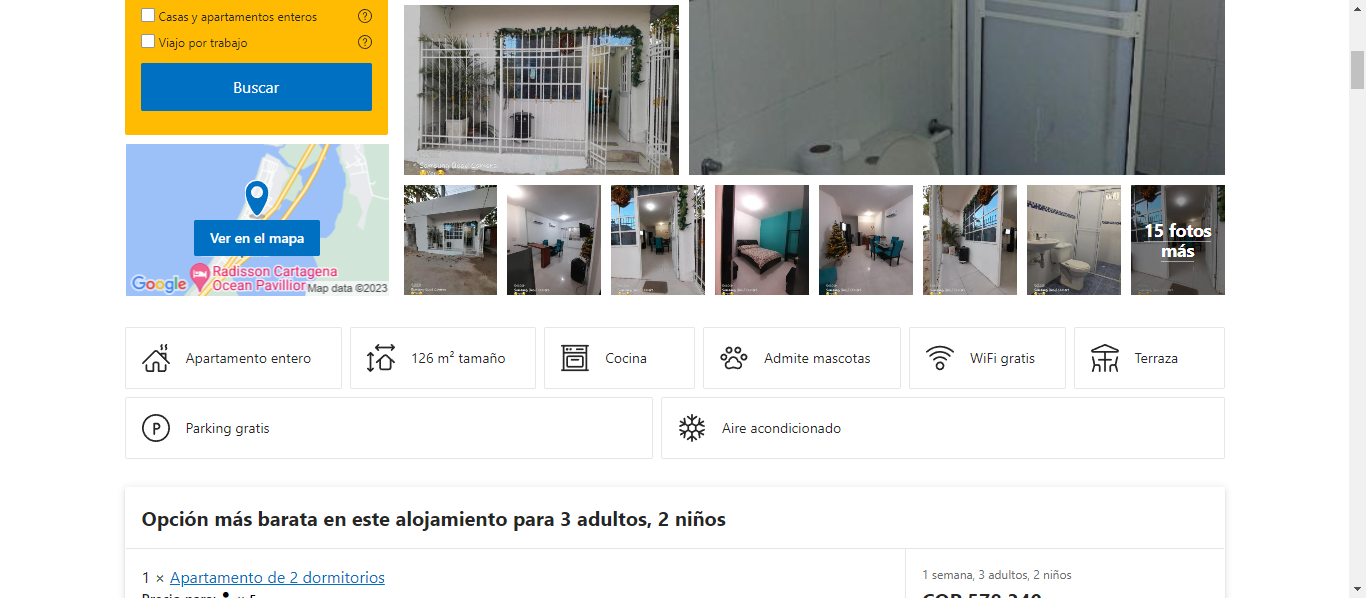 Casas y apartamentos enteros
Viajo por trabajo
Buscar
Ver en el mapa
Radisson Cartagena
Ocean Pavillion
Google
Map data ©2023
15 fotos
más
Apartamento entero
126 m² tamaño
Cocina
Admite mascotas
WiFi gratis
Terraza
P
Parking gratis
Aire acondicionado
Opción más barata en este alojamiento para 3 adultos, 2 niños
1 × Apartamento de 2 dormitorios
1 semana, 3 adultos, 2 niños